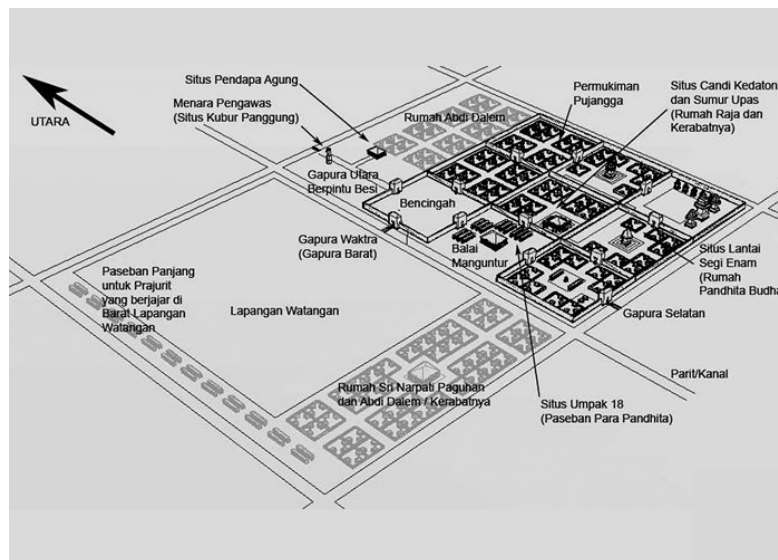 Situs Pendapa Agung
Menara Pengawas
(Situs Kubur Panggung)
UTARA
Rumah Abdi Dalem
Permukiman
Pujangga
Situs Candi Kedaton
dan Sumur Upas
(Rumah Raja dan
Kerabatnya)
Gapura Utara
Berpintu Besi
Bencingah
Gapura Waktra
(Gapura Barat)
Balai
Manguntur
Situs Lantai
Segi Enam
(Rumah
Pandhita Budha
Paseban Panjang
untuk Prajurit
yang berjajar di
Barat Lapangan
Watangan
Lapangan Watangan
Gapura Selatan
Parit/Kanal
Rumah Sri Narpati Paguhan
dan Abdi Dalem / Kerabatnya
Situs Umpak 18
(Paseban Para Pandhita)